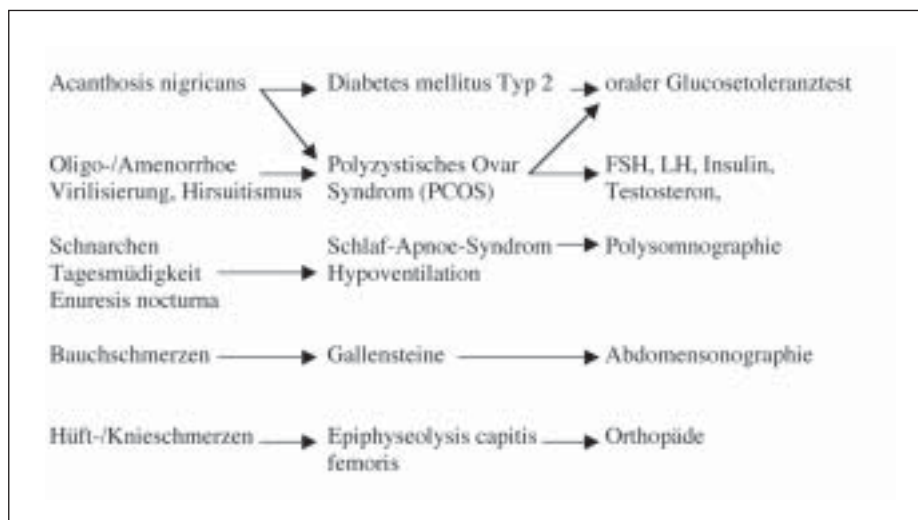 Acanthosis nigricans
Diabetes mellitus Typ 2
oraler Glucosetoleranztest
Oligo-/Amenorrhoe
Virilisierung, Hirsuitismus
Polyzystisches Ovar
Syndrom (PCOS)
FSH, LH, Insulin,
Testosteron,
Schnarchen
Tagesmüdigkeit
Enuresis nocturna
Schlaf-Apnoe-Syndrom
Hypoventilation
Polysomnographie
Bauchschmerzen
Gallensteine
Abdomensonographie
Hüft-/Knieschmerzen
Epiphyseolysis capitis
femoris
Orthopäde